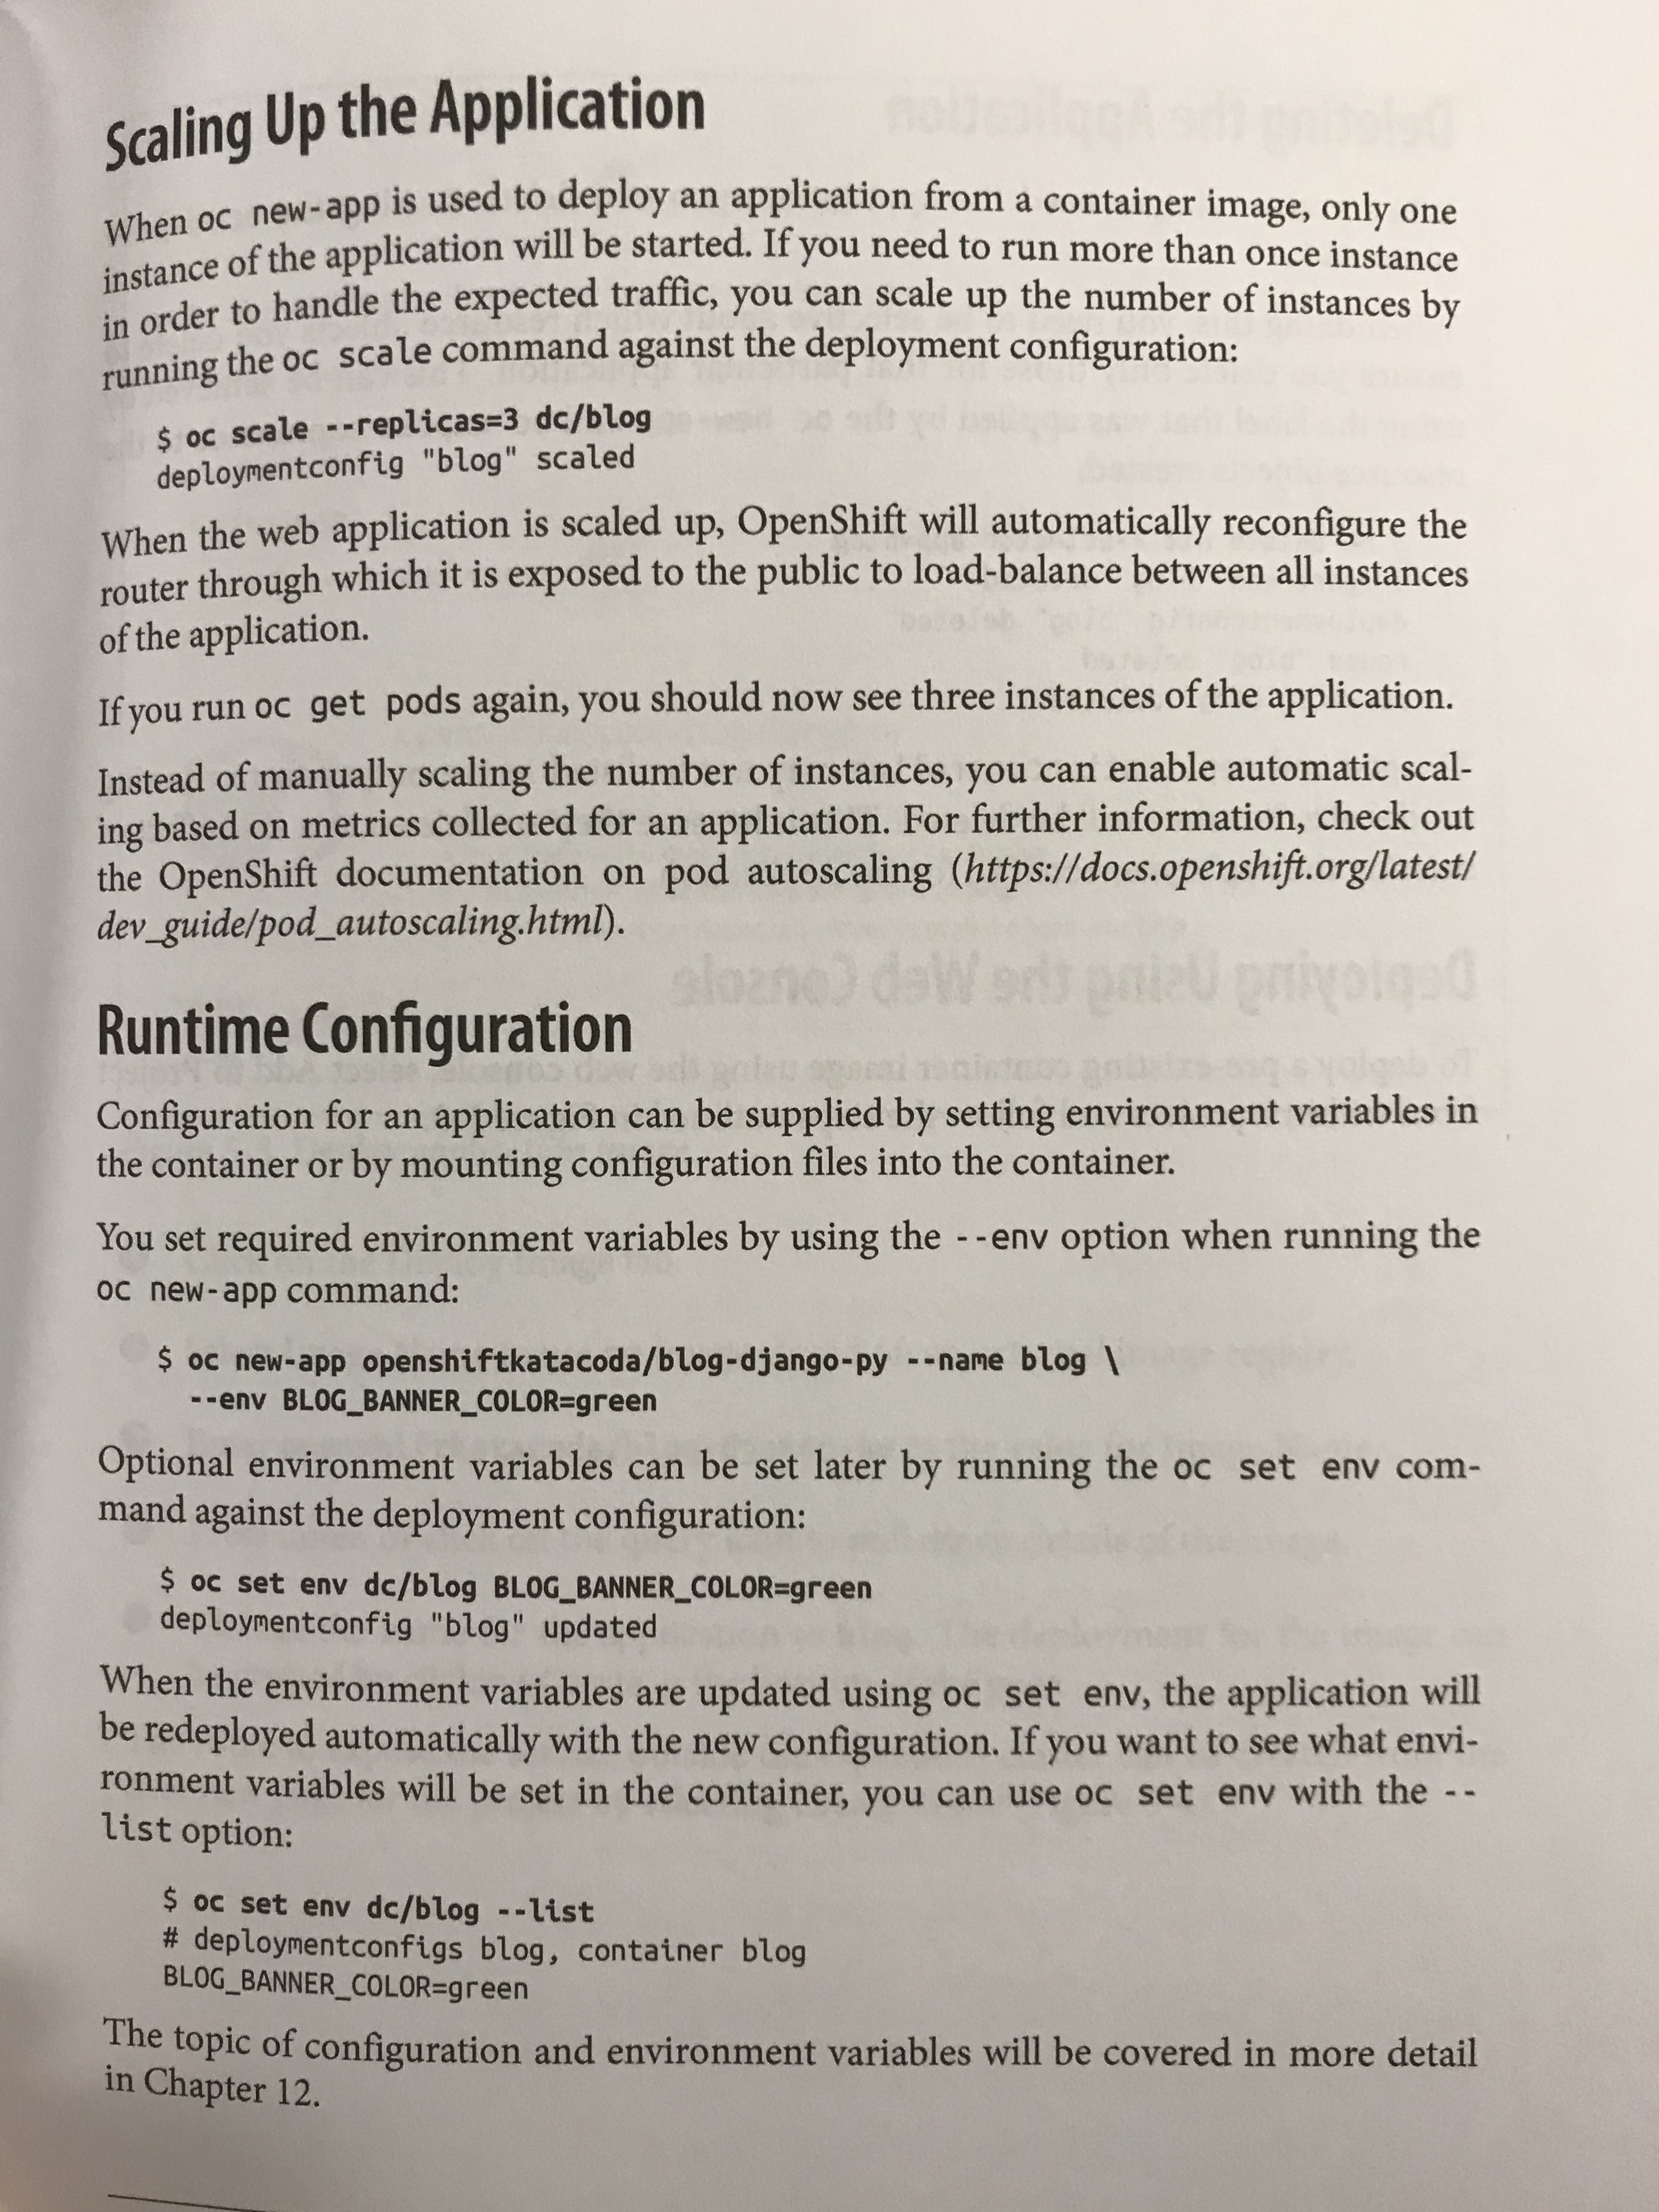 Scaling Up the Application
When oc new-app is used to deploy an application from a container image, only one
instance of the application will be started. If you need to run more than once instance
in order to handle the expected traffic, you can scale up the number of instances by
running the oc scale command against the deployment configuration:
$ oc scale --replicas=3 dc/blog
deploymentconfig "blog" scaled
When the web application is scaled up, OpenShift will automatically reconfigure the
router through which it is exposed to the public to load-balance between all instances
of the application.
If you run oc get pods again, you should now see three instances of the application.
Instead of manually scaling the number of instances, you can enable automatic scal-
ing based on metrics collected for an application. For further information, check out
the OpenShift documentation on pod autoscaling (https://docs.openshift.org/latest/
dev_guide/pod_autoscaling.html).
Runtime Configuration
Configuration for an application can be supplied by setting environment variables in
the container or by mounting configuration files into the container.
You set required environment variables by using the --env option when running the
oc new-app command:
$ oc new-app openshiftkatacoda/blog-django-py --name blog \
--env BLOG_BANNER_COLOR=green
Optional environment variables can be set later by running the oc set env com-
mand against the deployment configuration:
$ oc set env dc/blog BLOG_BANNER_COLOR=green
deploymentconfig "blog" updated
When the environment variables are updated using oc set env, the application will
be redeployed automatically with the new configuration. If you want to see what envi-
ronment variables will be set in the container, you can use oc set env with the --
list option:
$ oc set env dc/blog --list
# deploymentconfigs blog, container blog
BLOG_BANNER_COLOR=green
The topic of configuration and environment variables will be covered in more detail
in Chapter 12.